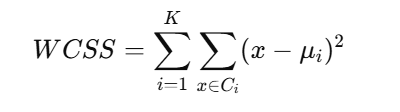 WCSS = \sum_{i=1}^{K} \sum_{x \in C_i} (x - \mu_i)^2